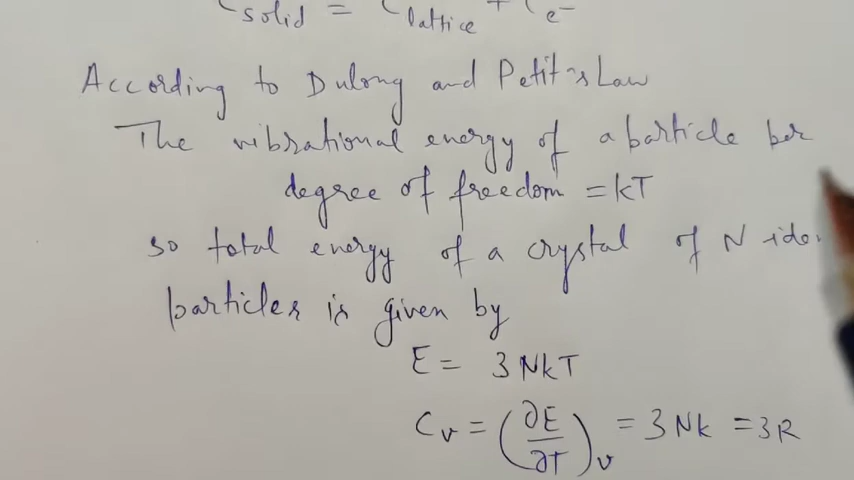 C solid = C lattice + C e⁻
According to Dulong and Petit's Law
The vibrational energy of a particle per
degree of freedom = kT
so total energy of a crystal of N
particles is given by
E = 3NkT
Cv = (∂E/∂T)v = 3Nk = 3R